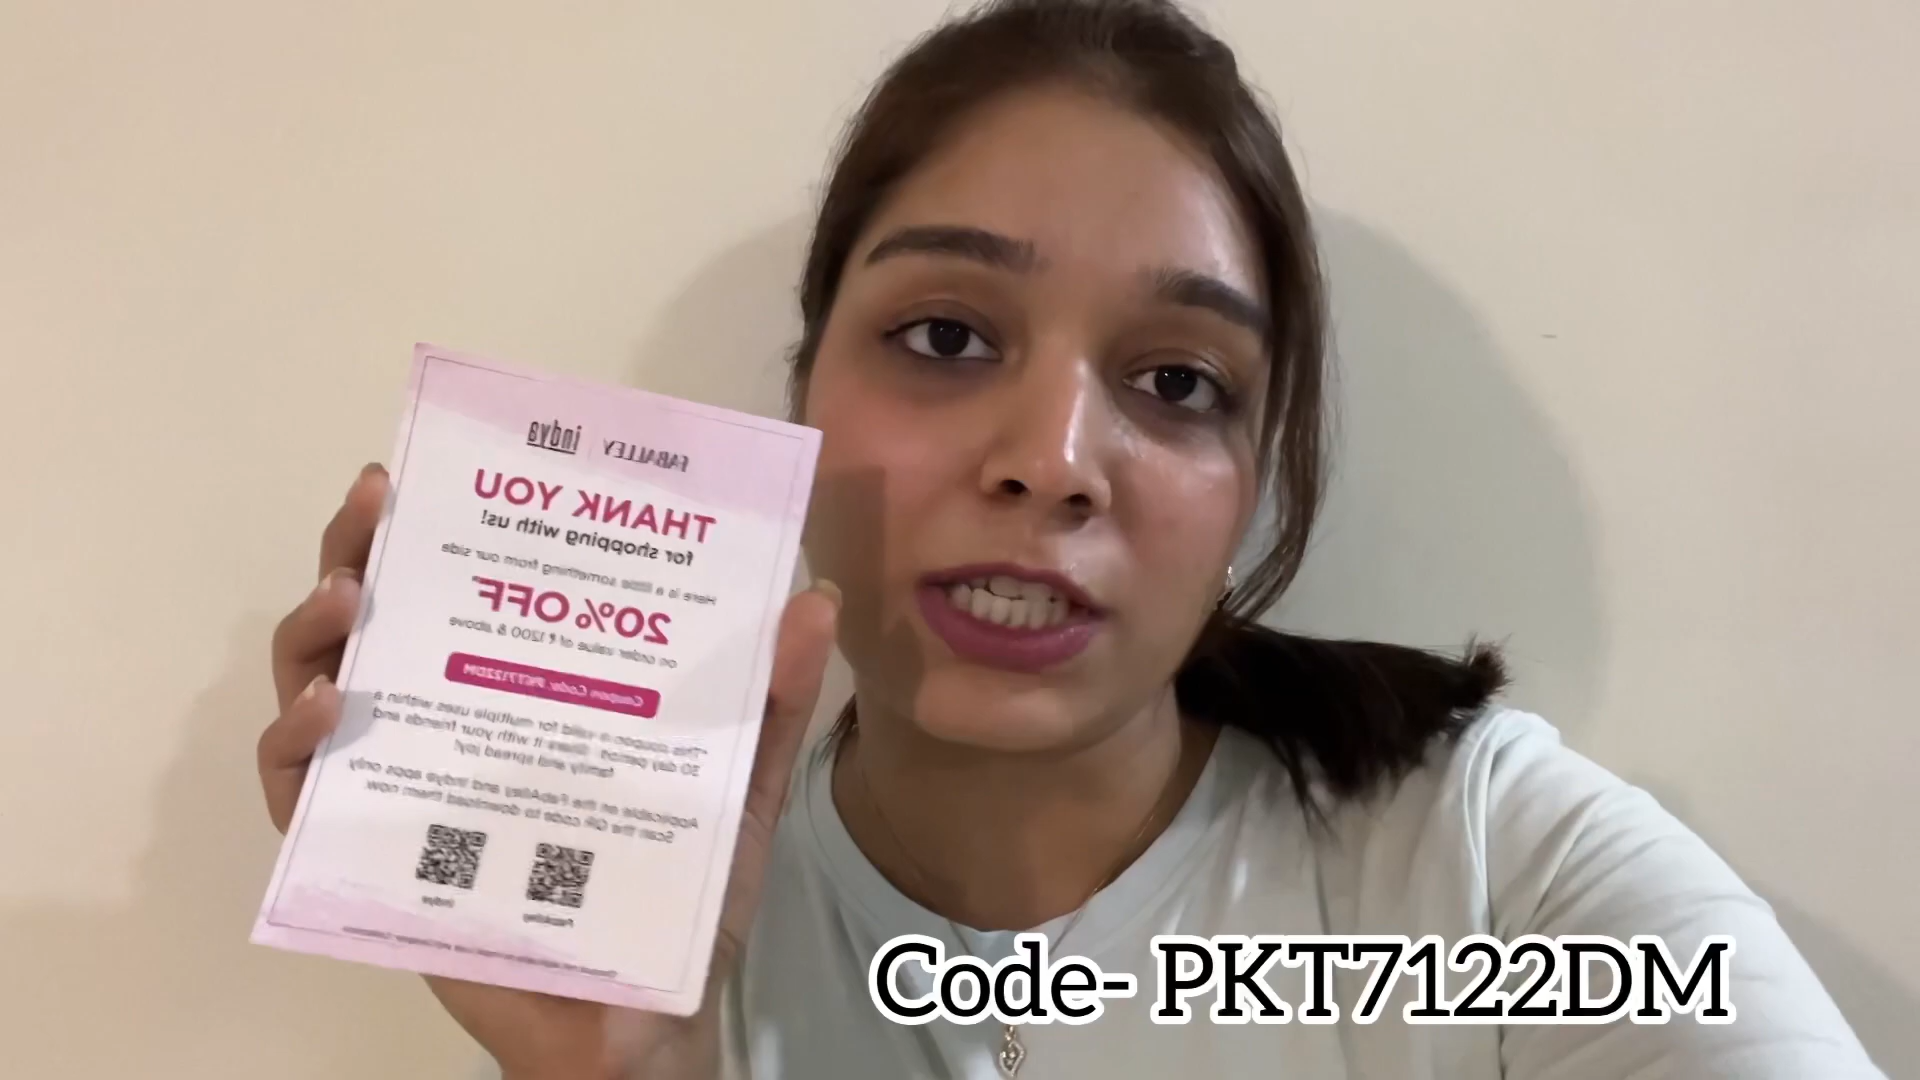 FABALLEY | indya
THANK YOU
for shopping with us!
Here is a little something from our side
20% OFF*
on order value of ₹ 1200 & above
Coupon Code: PKT7122DM
*This coupon is valid for multiple uses within a
30 day period. Share it with your friends and
family and spread joy!
Applicable on the FabAlley and Indya apps only
Scan the QR code to download them now.
FabAlley
Indya
Code- PKT7122DM